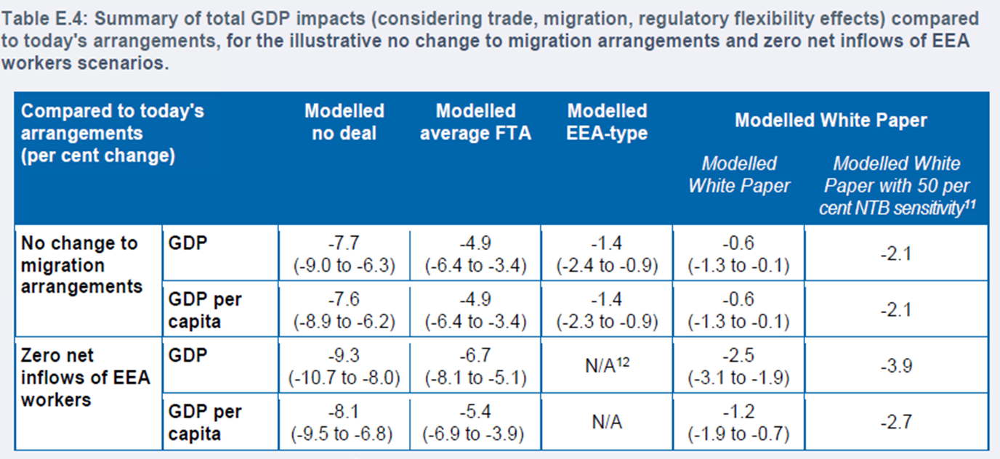 Table E.4: Summary of total GDP impacts (considering trade, migration, regulatory flexibility effects) compared
to today's arrangements, for the illustrative no change to migration arrangements and zero net inflows of EEA
workers scenarios.
Compared to today's
arrangements
(per cent change)
Modelled
no deal
Modelled
average FTA
Modelled
EEA-type
Modelled White Paper
Modelled
White Paper
Modelled White
Paper with 50 per
cent NTB sensitivity¹¹
No change to
migration
arrangements
GDP
-7.7
(-9.0 to -6.3)
-4.9
(-6.4 to -3.4)
-1.4
(-2.4 to -0.9)
-0.6
(-1.3 to -0.1)
-2.1
GDP per
capita
-7.6
(-8.9 to -6.2)
-4.9
(-6.4 to -3.4)
-1.4
(-2.3 to -0.9)
-0.6
(-1.3 to -0.1)
-2.1
Zero net
inflows of EEA
workers
GDP
-9.3
(-10.7 to -8.0)
-6.7
(-8.1 to -5.1)
N/A¹²
-2.5
(-3.1 to -1.9)
-3.9
GDP per
capita
-8.1
(-9.5 to -6.8)
-5.4
(-6.9 to -3.9)
N/A
-1.2
(-1.9 to -0.7)
-2.7